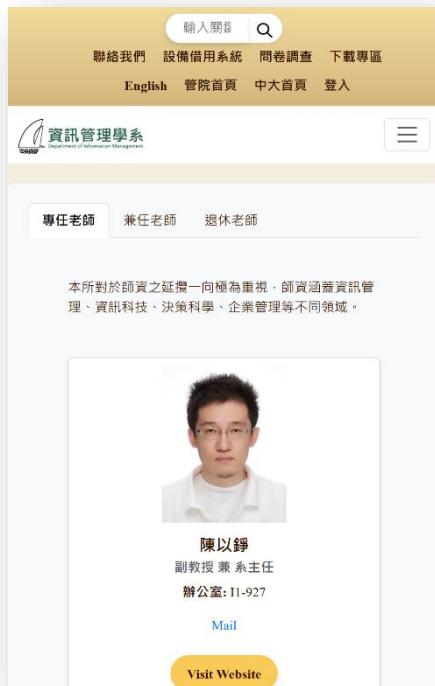 輸入關鍵
聯絡我們 設備借用系統 問卷調查 下載專區
English 管院首頁 中大首頁 登入
資訊管理學系
Department of Information Management
專任老師 兼任老師 退休老師
本所對於師資之延攬一向極為重視,師資涵蓋資訊管
理、資訊科技、決策科學、企業管理等不同領域。
陳以錚
副教授 兼 系主任
辦公室: I1-927
Mail
Visit Website